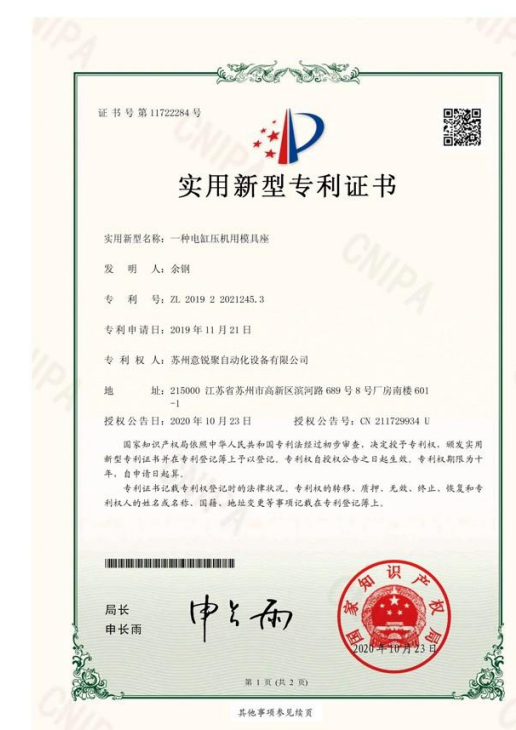 证书号第11722284号
实用新型专利证书
实用新型名称：一种电缸压机用模具座
发明人：余钢
专利号：ZL 2019 2 2021245.3
专利申请日：2019年11月21日
专利权人：苏州意锐聚自动化设备有限公司
地址：215000 江苏省苏州市高新区滨河路689号8号厂房南楼601
-1
授权公告日：2020年10月23日 授权公告号：CN 211729934 U
国家知识产权局依照中华人民共和国专利法经过初步审查，决定授予专利权，颁发实用
新型专利证书并在专利登记簿上予以登记。专利权自授权公告之日起生效。专利权期限为十
年，自申请日起算。
专利证书记载专利权登记时的法律状况。专利权的转移、质押、无效、终止、恢复和专
利权人的姓名或名称、国籍、地址变更等事项记载在专利登记簿上。
局长
申长雨
申长雨
国家知识产权局
2020年10月23日
第 1 页 (共 2 页)
其他事项参见续页
CNIPA
CNIPA
CNIPA
CNIPA